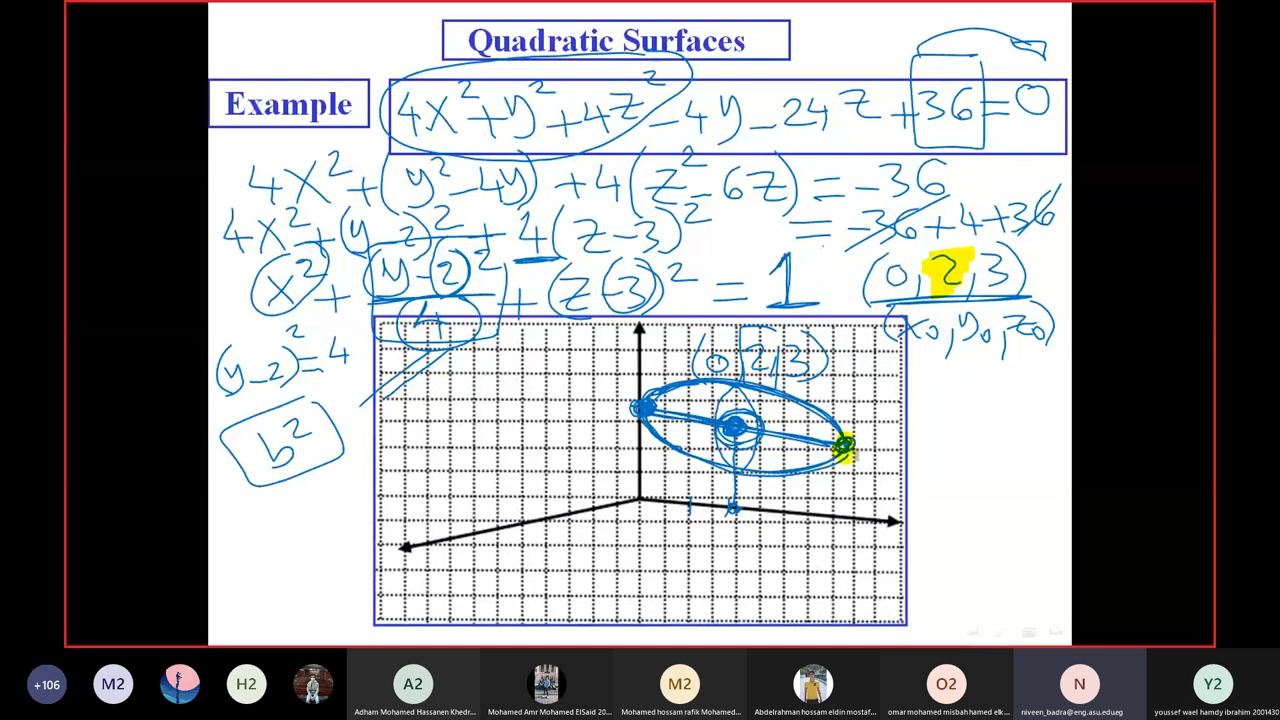 Quadratic Surfaces
Example
4x² + y² + 4z² - 4y - 24z + 36 = 0
4x² + (y² - 4y) + 4(z² - 6z) = -36
4x² + (y - 2)² + 4(z - 3)² = -36 + 4 + 36
x² + (y - 2)²/4 + (z - 3)² = 1
(0, 2, 3)
(x₀, y₀, z₀)
(y - 2)² = 4
b²
(0, 2, 3)
+106
M2
H2
A2
M2
O2
N
Y2
Adham Mohamed Hassanen Khedr...
Mohamed Amr Mohamed ElSaid 20...
Mohamed hossam rafik Mohamed...
Abdelrahman hossam eldin mostaf...
omar mohamed misbah hamed elk...
niveen_badra@eng.asu.edueg
youssef wael hamdy ibrahim 2001430